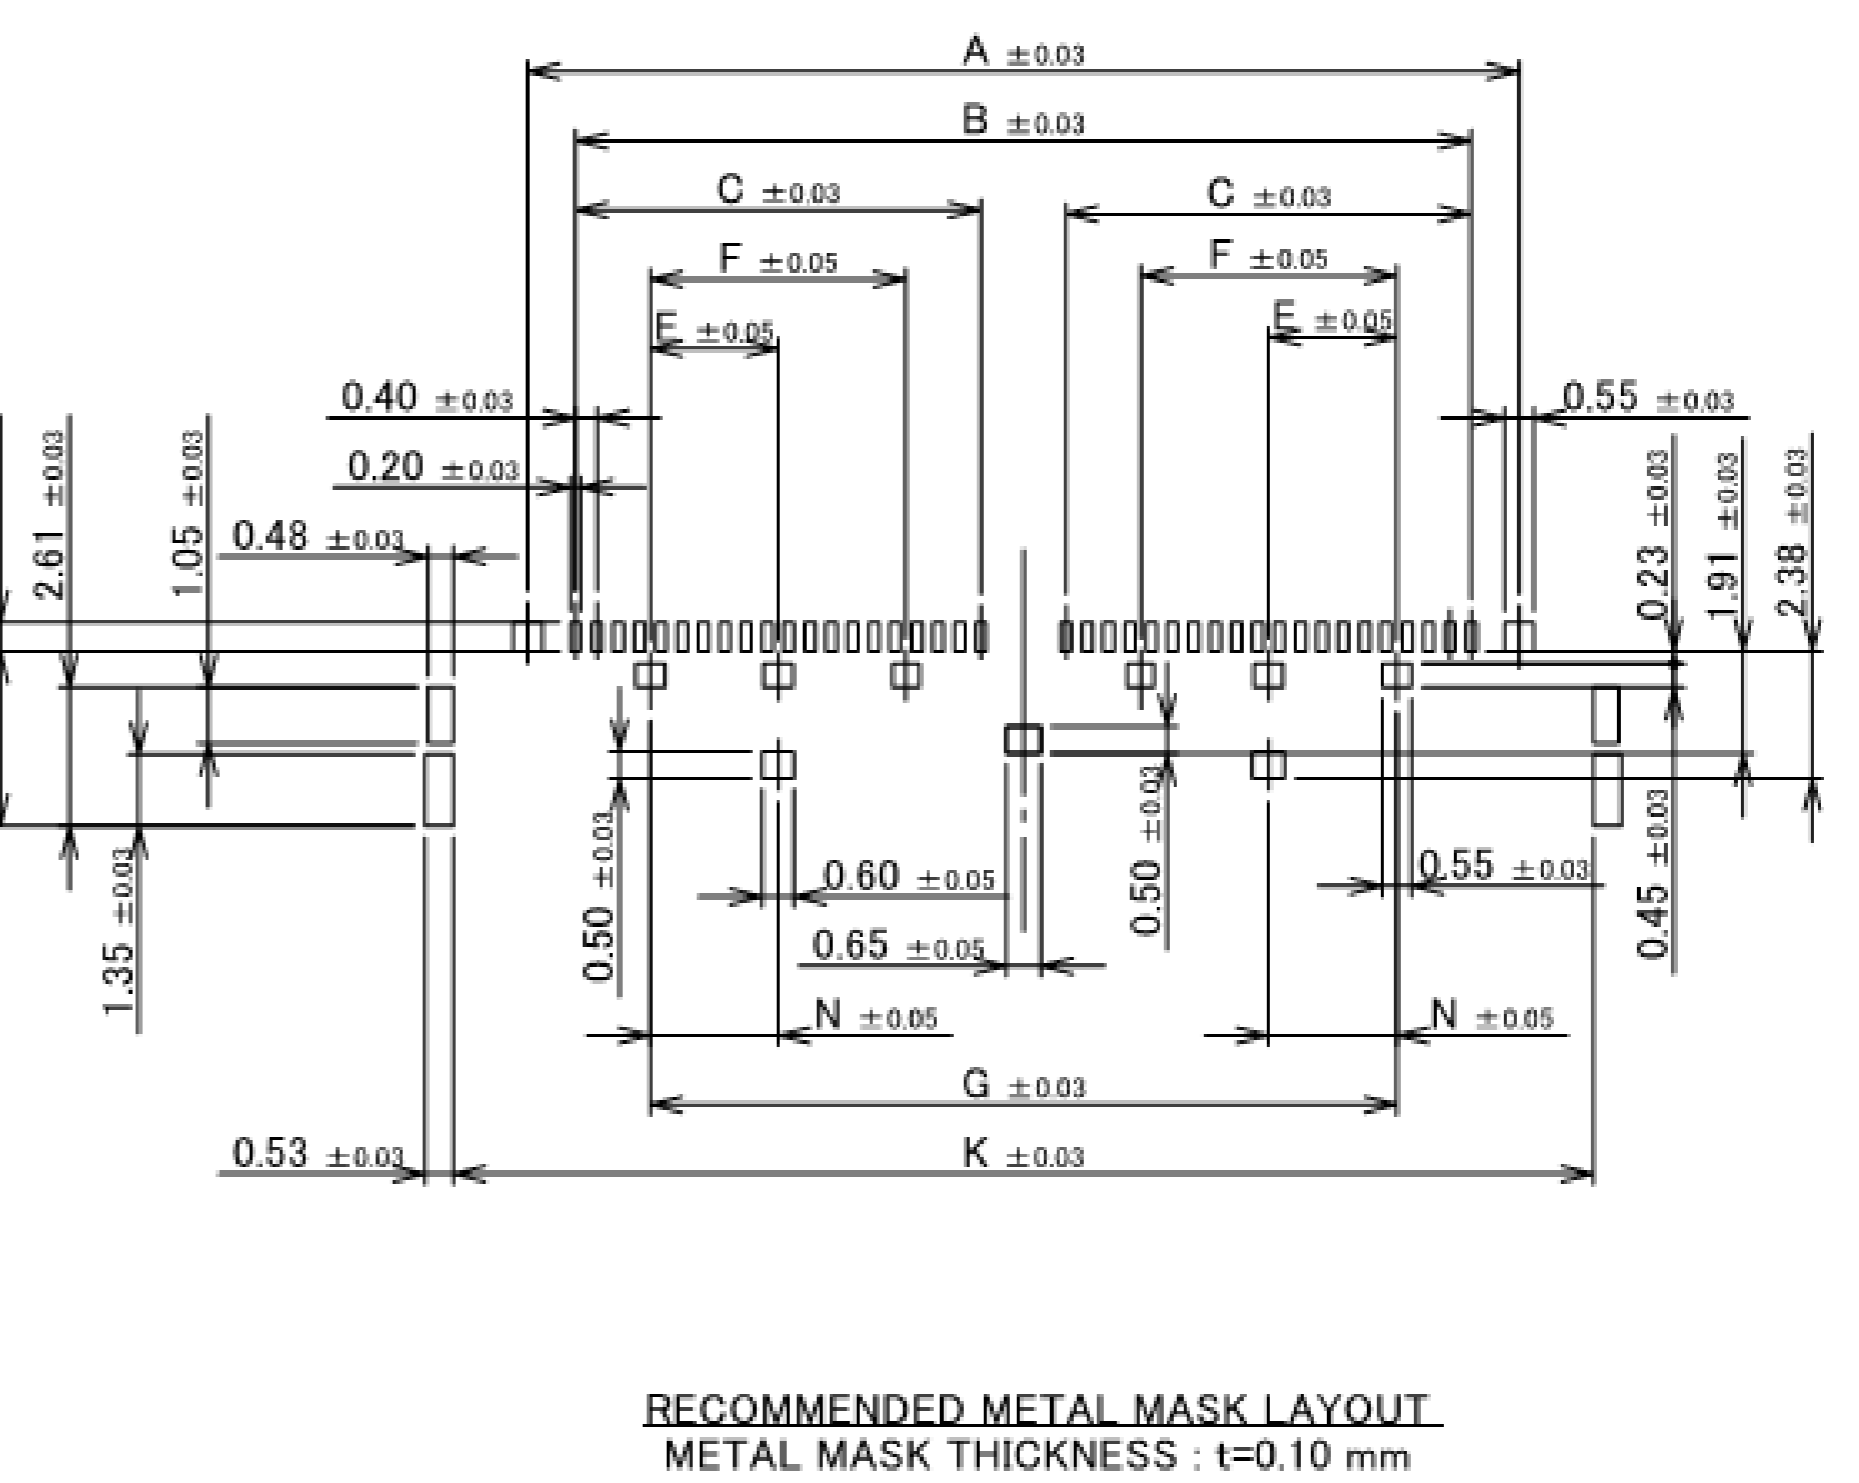 A ±0.03
B ±0.03
C ±0.03
C ±0.03
F ±0.05
F ±0.05
E ±0.05
E ±0.05
0.40 ±0.03
0.55 ±0.03
0.20 ±0.03
0.48 ±0.03
2.61 ±0.03
1.05 ±0.03
0.23 ±0.03
1.91 ±0.03
2.38 ±0.03
1.35 ±0.03
0.50 ±0.03
0.60 ±0.05
0.65 ±0.05
0.50 ±0.03
0.55 ±0.03
0.45 ±0.03
N ±0.05
N ±0.05
G ±0.03
0.53 ±0.03
K ±0.03
RECOMMENDED METAL MASK LAYOUT
METAL MASK THICKNESS : t=0.10 mm